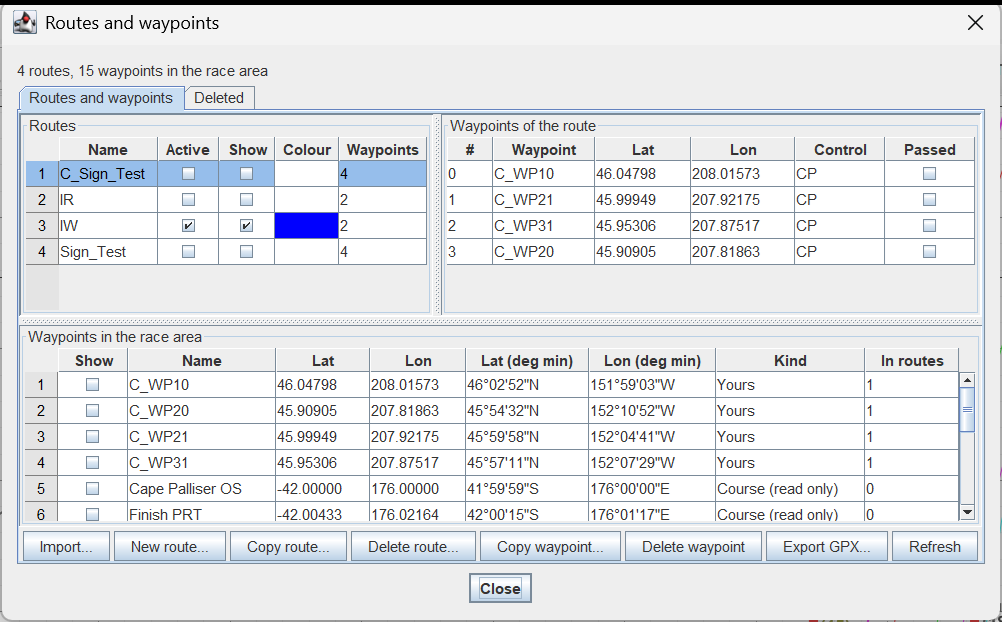 Routes and waypoints
4 routes, 15 waypoints in the race area
Routes and waypoints Deleted
Routes
Name Active Show Colour Waypoints
1 C_Sign_Test 4
2 IR 2
3 IW 2
4 Sign_Test 4
Waypoints of the route
# Waypoint Lat Lon Control Passed
0 C_WP10 46.04798 208.01573 CP
1 C_WP21 45.99949 207.92175 CP
2 C_WP31 45.95306 207.87517 CP
3 C_WP20 45.90905 207.81863 CP
Waypoints in the race area
Show Name Lat Lon Lat (deg min) Lon (deg min) Kind In routes
1 C_WP10 46.04798 208.01573 46°02'52"N 151°59'03"W Yours 1
2 C_WP20 45.90905 207.81863 45°54'32"N 152°10'52"W Yours 1
3 C_WP21 45.99949 207.92175 45°59'58"N 152°04'41"W Yours 1
4 C_WP31 45.95306 207.87517 45°57'11"N 152°07'29"W Yours 1
5 Cape Palliser OS -42.00000 176.00000 41°59'59"S 176°00'00"E Course (read only) 0
6 Finish PRT -42.00433 176.02164 42°00'15"S 176°01'17"E Course (read only) 0
Import... New route... Copy route... Delete route... Copy waypoint... Delete waypoint Export GPX... Refresh
Close